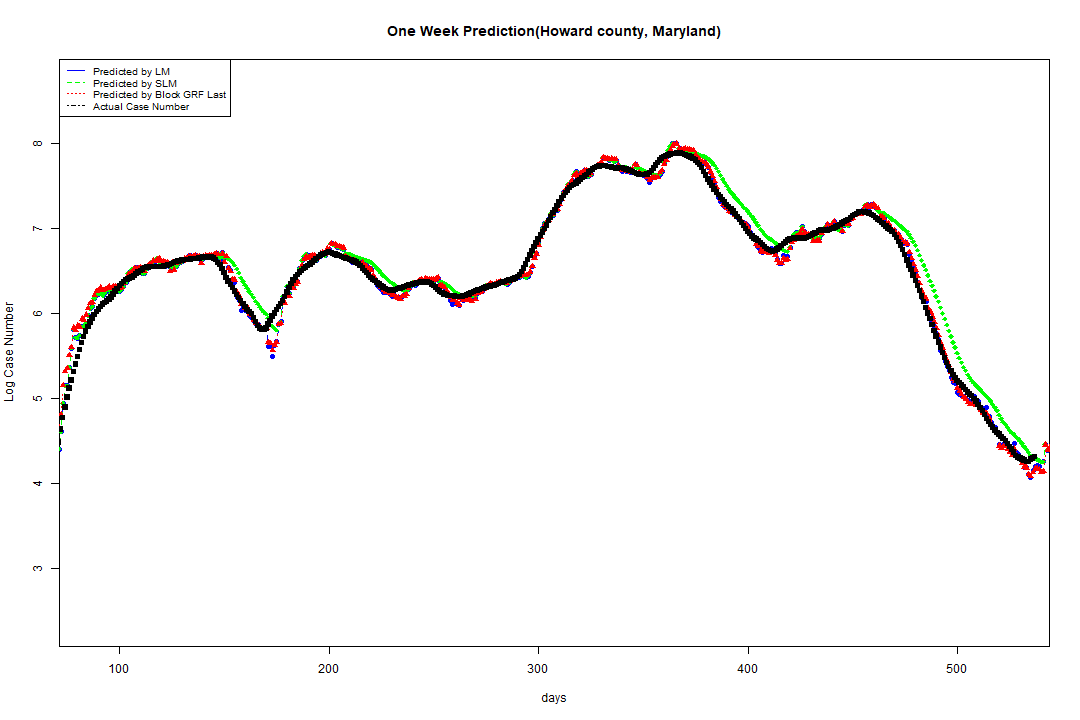 One Week Prediction(Howard county, Maryland)
Predicted by LM
Predicted by SLM
Predicted by Block GRF Last
Actual Case Number
8
7
6
5
4
3
Log Case Number
100 200 300 400 500
days